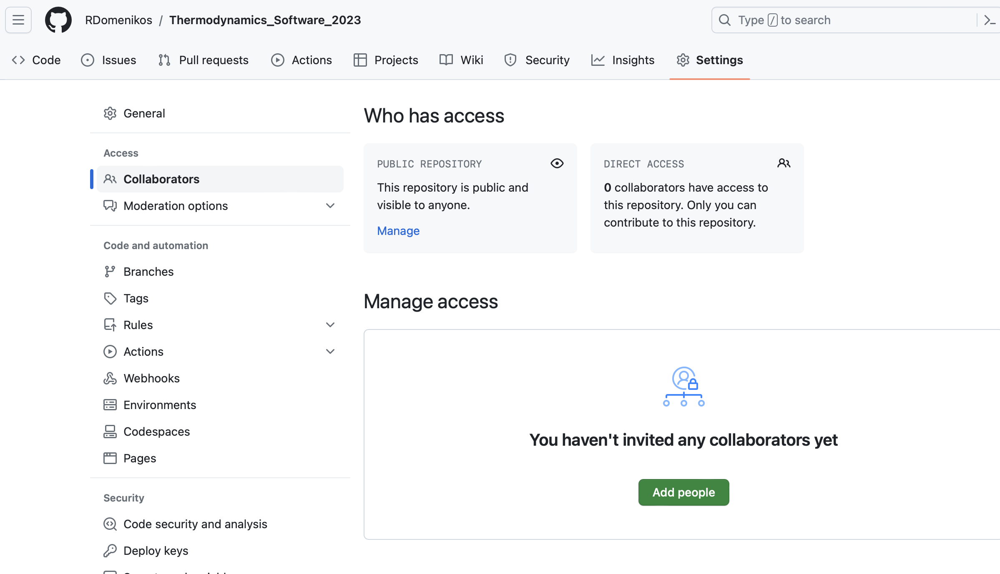 RDomenikos / Thermodynamics_Software_2023
Type / to search
Code Issues Pull requests Actions Projects Wiki Security Insights Settings
General
Access
Collaborators
Moderation options
Code and automation
Branches
Tags
Rules
Actions
Webhooks
Environments
Codespaces
Pages
Security
Code security and analysis
Deploy keys
Who has access
PUBLIC REPOSITORY
This repository is public and
visible to anyone.
Manage
DIRECT ACCESS
0 collaborators have access to
this repository. Only you can
contribute to this repository.
Manage access
You haven't invited any collaborators yet
Add people